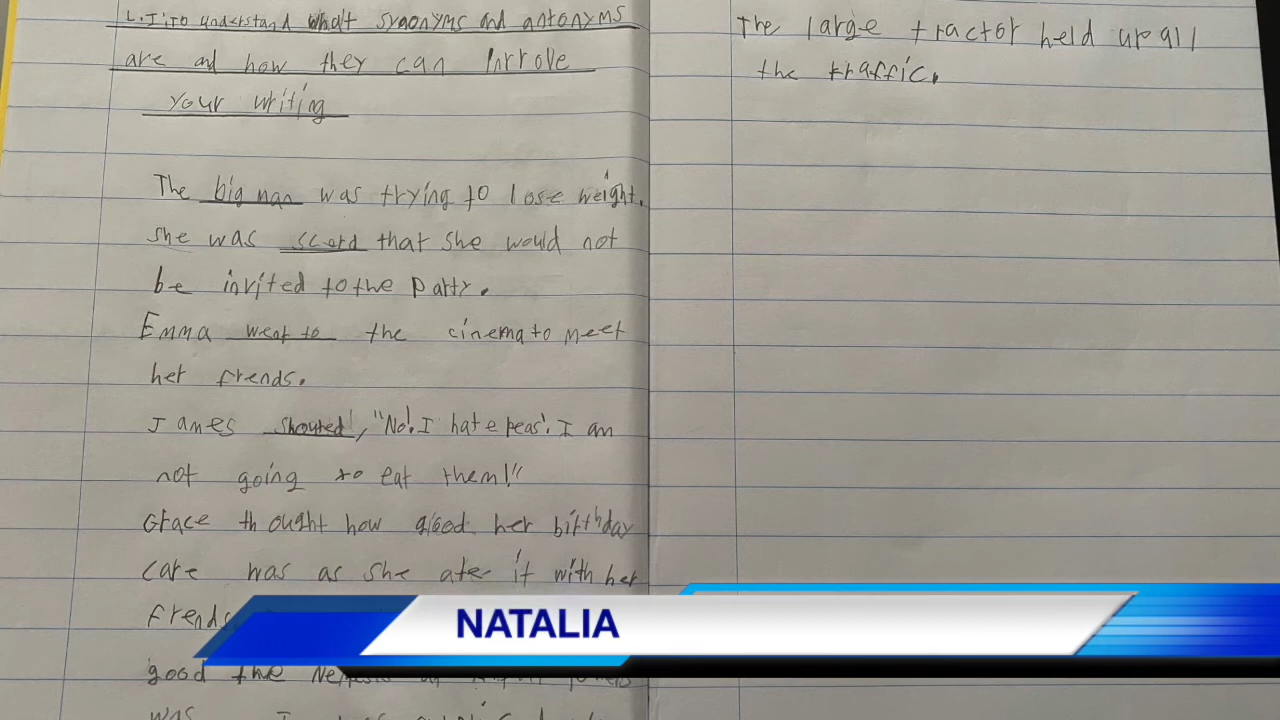 L.I: To understand what synonyms and antonyms
are and how they can Inrrove
your writing
The big man was trying to lose weight.
She was scerd that she would not
be invited to the party.
Emma went to the cinema to meet
her frends.
James shouted, "No! I hate peas! I am
not going to eat them!"
Grace thought how good her birthday
cake was as she ate it with her
frends
good the
was I
The large tractor held up all
the traffic.
NATALIA